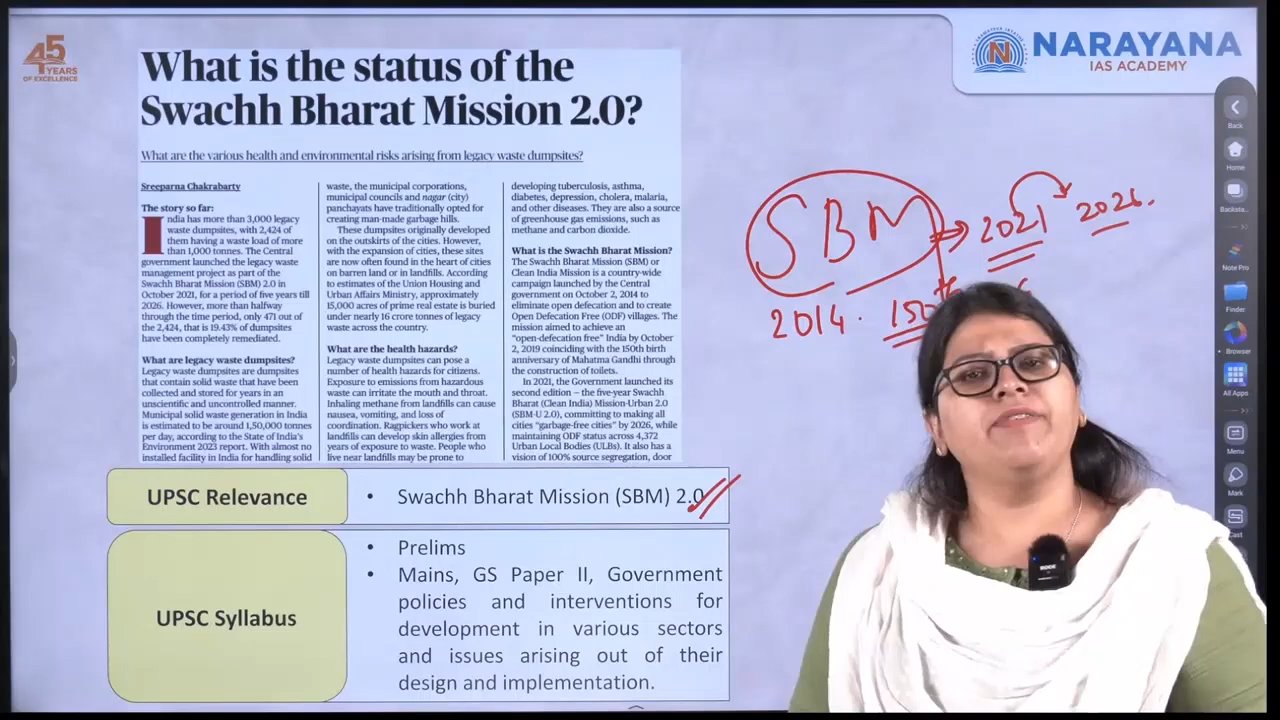 45
YEARS
OF EXCELLENCE
NARAYANA
IAS ACADEMY
What is the status of the
Swachh Bharat Mission 2.0?
What are the various health and environmental risks arising from legacy waste dumpsites?
Sreeparna Chakrabarty
The story so far:
India has more than 3,000 legacy
waste dumpsites, with 2,424 of
them having a waste load of more
than 1,000 tonnes. The Central
government launched the legacy waste
management project as part of the
Swachh Bharat Mission (SBM) 2.0 in
October 2021, for a period of five years till
2026. However, more than halfway
through the time period, only 471 out of
the 2,424, that is 19.43% of dumpsites
have been completely remediated.
What are legacy waste dumpsites?
Legacy waste dumpsites are dumpsites
that contain solid waste that have been
collected and stored for years in an
unscientific and uncontrolled manner.
Municipal solid waste generation in India
is estimated to be around 1,50,000 tonnes
per day, according to the State of India's
Environment 2023 report. With almost no
installed facility in India for handling solid
waste, the municipal corporations,
municipal councils and nagar (city)
panchayats have traditionally opted for
creating man-made garbage hills.
These dumpsites originally developed
on the outskirts of the cities. However,
with the expansion of cities, these sites
are now often found in the heart of cities
on barren land or in landfills. According
to estimates of the Union Housing and
Urban Affairs Ministry, approximately
15,000 acres of prime real estate is buried
under nearly 16 crore tonnes of legacy
waste across the country.
What are the health hazards?
Legacy waste dumpsites can pose a
number of health hazards for citizens.
Exposure to emissions from hazardous
waste can irritate the mouth and throat.
Inhaling methane from landfills can cause
nausea, vomiting, and loss of
coordination. Ragpickers who work at
landfills can develop skin allergies from
years of exposure to waste. People who
live near landfills may be prone to
developing tuberculosis, asthma,
diabetes, depression, cholera, malaria,
and other diseases. They are also a source
of greenhouse gas emissions, such as
methane and carbon dioxide.
What is the Swachh Bharat Mission?
The Swachh Bharat Mission (SBM) or
Clean India Mission is a country-wide
campaign launched by the Central
government on October 2, 2014 to
eliminate open defecation and to create
Open Defecation Free (ODF) villages. The
mission aimed to achieve an
“open-defecation free” India by October
2, 2019 coinciding with the 150th birth
anniversary of Mahatma Gandhi through
the construction of toilets.
In 2021, the Government launched its
second edition – the five-year Swachh
Bharat (Clean India) Mission-Urban 2.0
(SBM-U 2.0), committing to making all
cities “garbage-free cities” by 2026, while
maintaining ODF status across 4,372
Urban Local Bodies (ULBs). It also has a
vision of 100% source segregation, door
SBM
2021
2026.
2014.
150
UPSC Relevance
• Swachh Bharat Mission (SBM) 2.0
UPSC Syllabus
• Prelims
• Mains, GS Paper II, Government
policies and interventions for
development in various sectors
and issues arising out of their
design and implementation.
Back
Home
Backsta..
Note Pro
Finder
Browser
All Apps
Menu
Mark
Cast